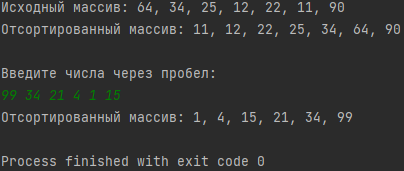 Исходный массив: 64, 34, 25, 12, 22, 11, 90
Отсортированный массив: 11, 12, 22, 25, 34, 64, 90
Введите числа через пробел:
99 34 21 4 1 15
Отсортированный массив: 1, 4, 15, 21, 34, 99
Process finished with exit code 0